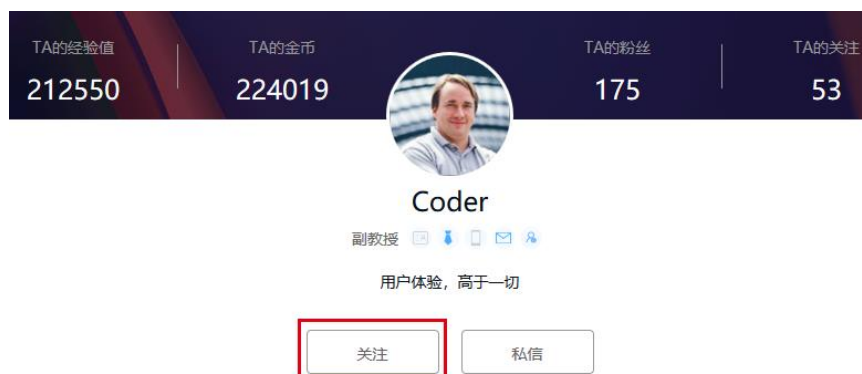 TA的经验值 TA的金币 TA的粉丝 TA的关注
212550 224019 175 53
Coder
副教授
用户体验，高于一切
关注 私信